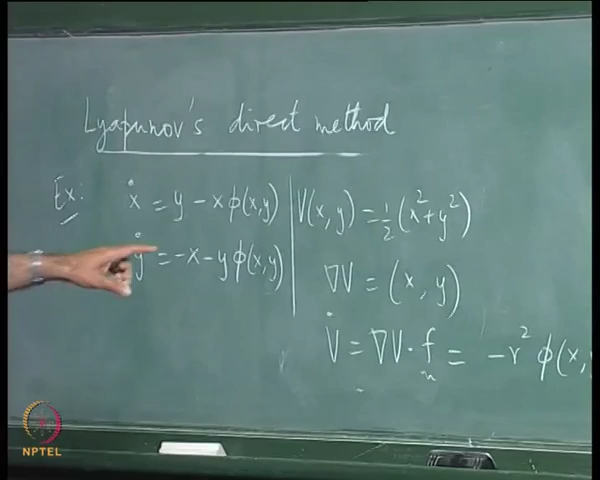 Lyapunov's direct method
Ex: ẋ = y - xϕ(x,y)
ẏ = -x - yϕ(x,y)
V(x, y) = ½(x² + y²)
∇V = (x, y)
V̇ = ∇V · f = -r² ϕ(x,
NPTEL